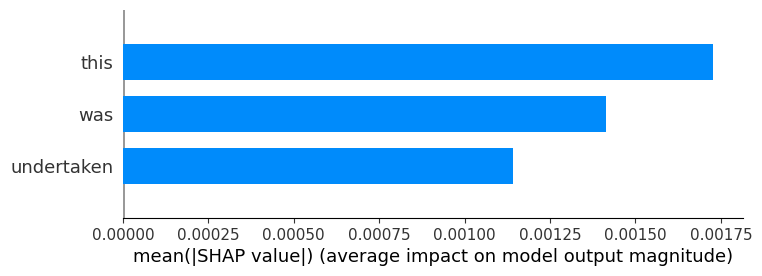 this
was
undertaken
0.00000 0.00025 0.00050 0.00075 0.00100 0.00125 0.00150 0.00175
mean(|SHAP value|) (average impact on model output magnitude)